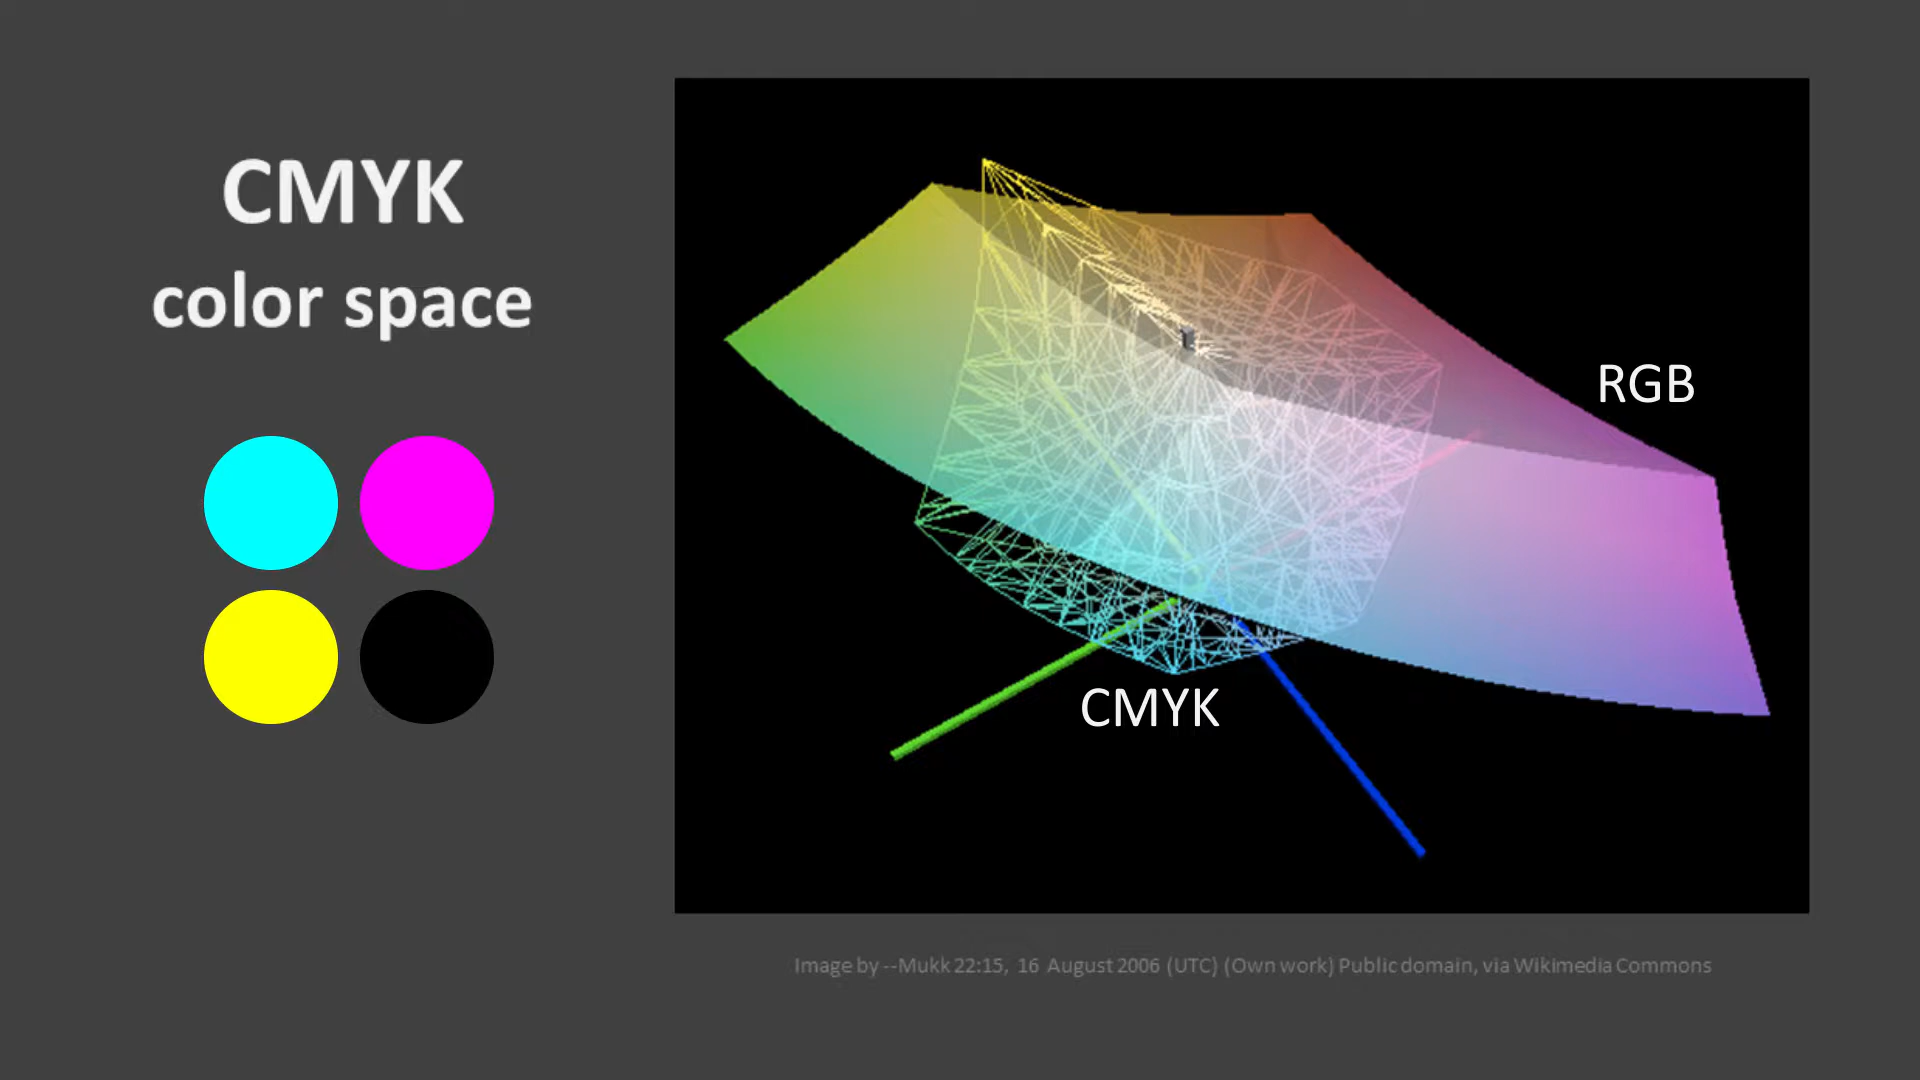 CMYK
color space
RGB
CMYK
Image by --Mukk 22:15, 16 August 2006 (UTC) (Own work) Public domain, via Wikimedia Commons